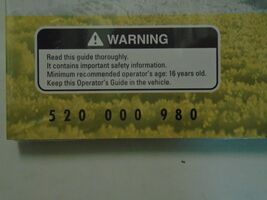 WARNING
Read this guide thoroughly.
It contains important safety information.
Minimum recommended operator's age: 16 years old.
Keep this Operator's Guide in the vehicle.
520 000 980